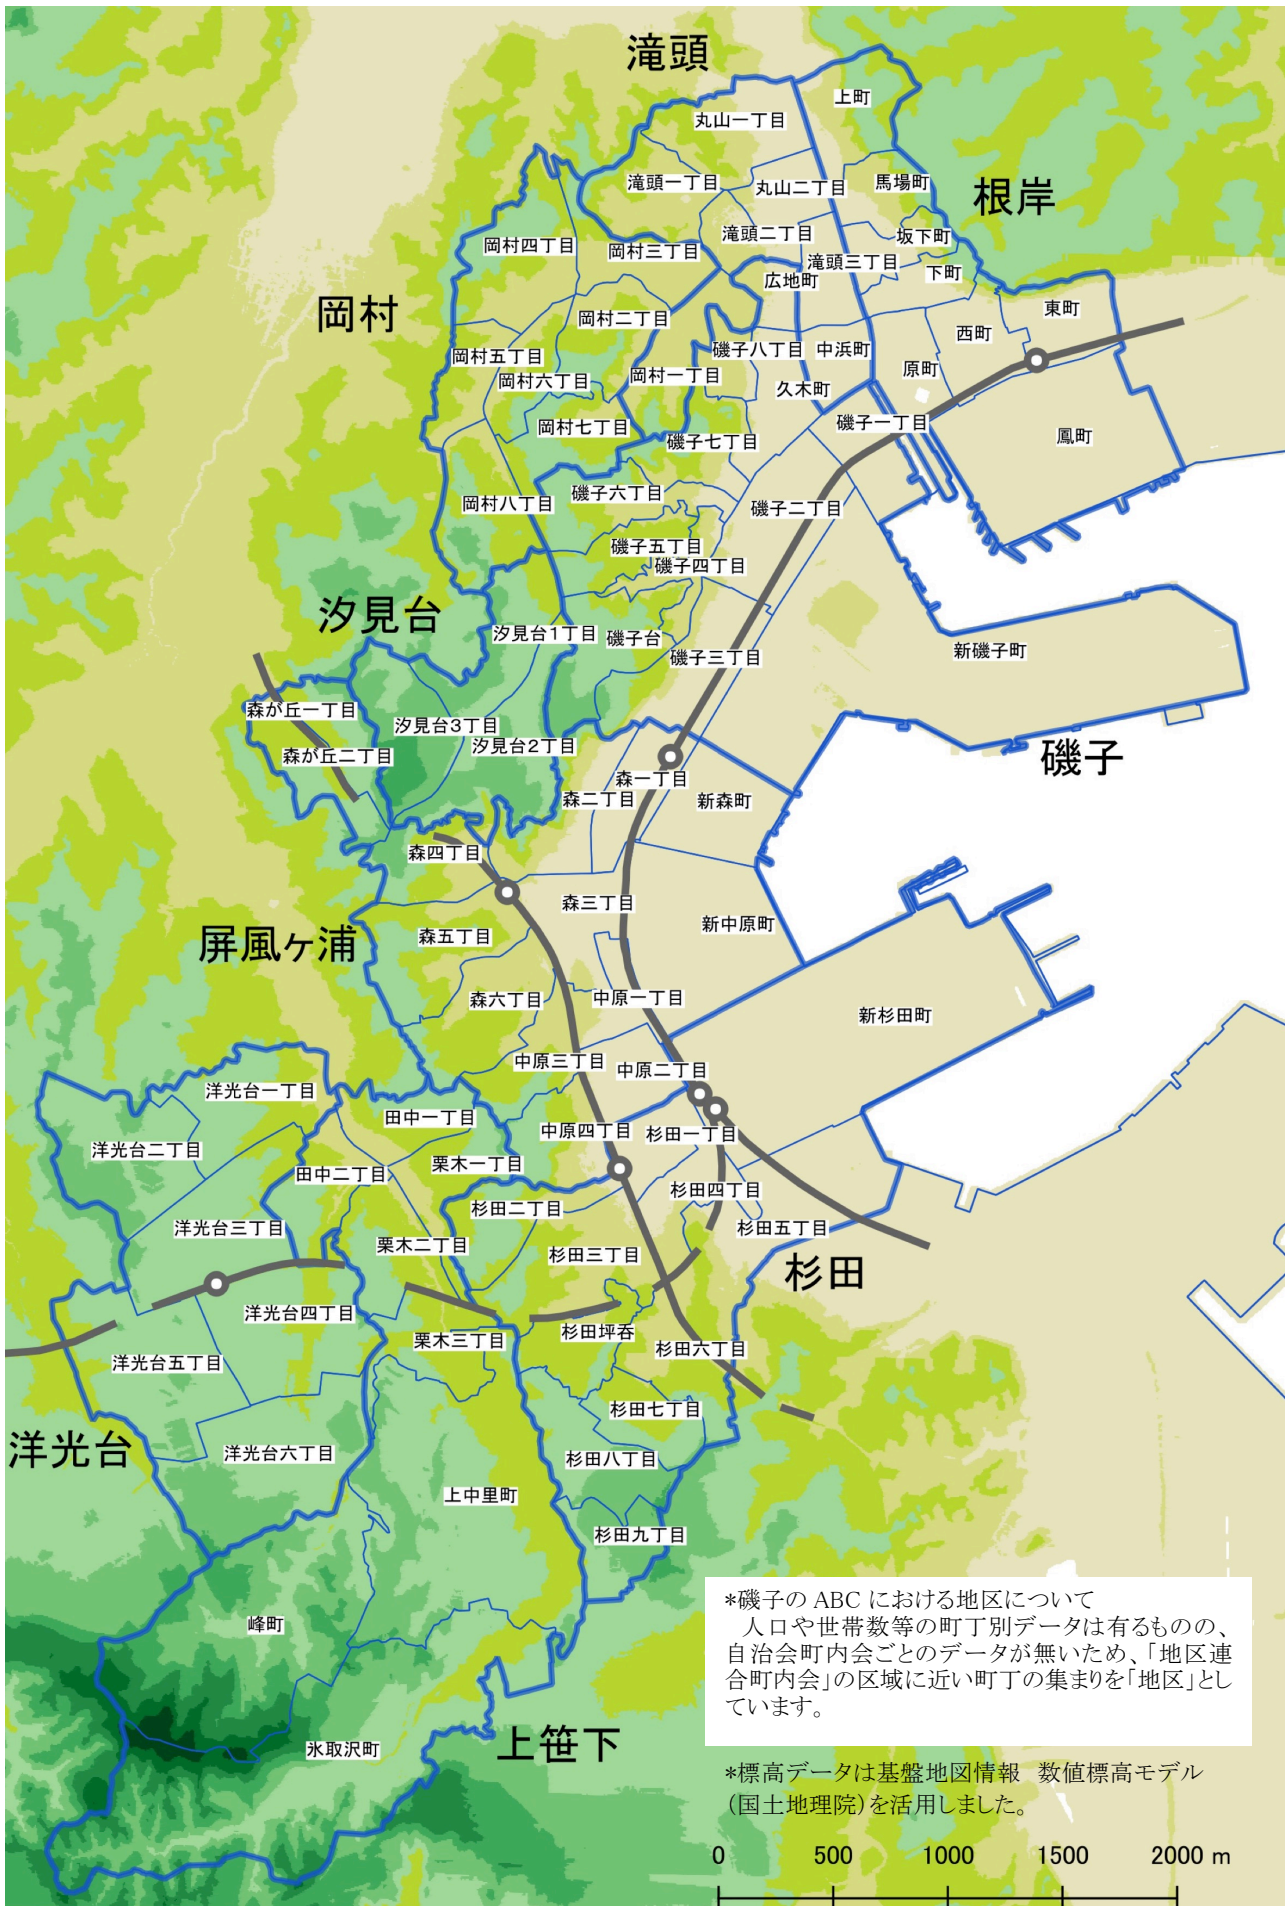 滝頭
上町
丸山一丁目
滝頭一丁目
丸山二丁目
馬場町
根岸
岡村四丁目
岡村三丁目
滝頭二丁目
坂下町
滝頭三丁目
下町
広地町
岡村
岡村二丁目
東町
西町
岡村五丁目
岡村六丁目
磯子八丁目
中浜町
岡村一丁目
原町
久木町
岡村七丁目
磯子七丁目
磯子一丁目
鳳町
岡村八丁目
磯子六丁目
磯子二丁目
磯子五丁目
磯子四丁目
汐見台
汐見台1丁目
磯子台
磯子三丁目
新磯子町
森が丘一丁目
汐見台3丁目
汐見台2丁目
森が丘二丁目
磯子
森一丁目
森二丁目
新森町
森四丁目
森三丁目
新中原町
屏風ヶ浦
森五丁目
森六丁目
中原一丁目
新杉田町
中原三丁目
中原二丁目
洋光台一丁目
田中一丁目
中原四丁目
杉田一丁目
洋光台二丁目
田中二丁目
栗木一丁目
杉田四丁目
杉田二丁目
洋光台三丁目
杉田五丁目
栗木二丁目
杉田三丁目
杉田
洋光台四丁目
杉田坪呑
栗木三丁目
杉田六丁目
洋光台五丁目
杉田七丁目
洋光台
洋光台六丁目
杉田八丁目
上中里町
杉田九丁目
峰町
氷取沢町
上笹下
*磯子の ABC における地区について
人口や世帯数等の町丁別データは有るものの、
自治会町内会ごとのデータが無いため、「地区連
合町内会」の区域に近い町丁の集まりを「地区」とし
ています。
*標高データは基盤地図情報 数値標高モデル
（国土地理院）を活用しました。
0 500 1000 1500 2000 m